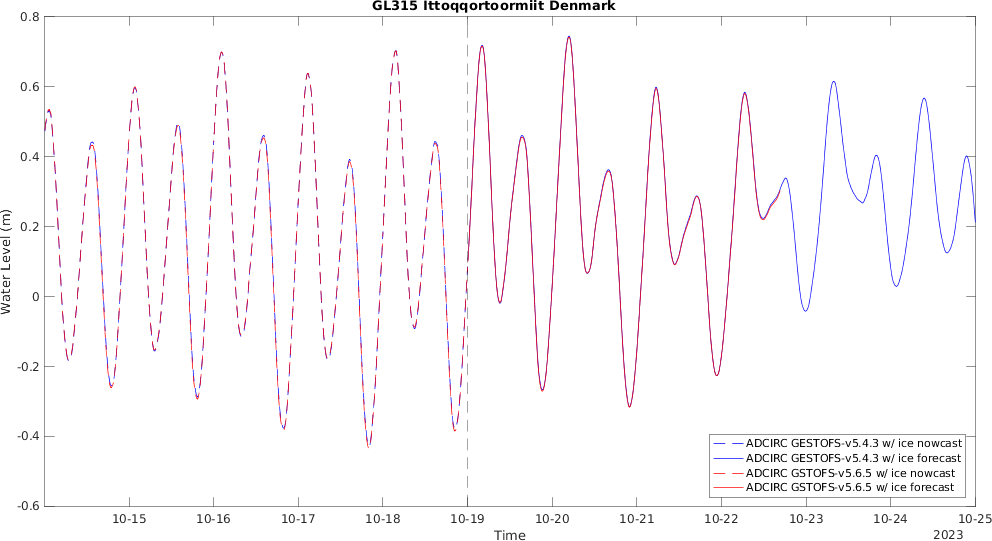 GL315 Ittoqqortoormiit Denmark
0.8
0.6
0.4
0.2
0
-0.2
-0.4
-0.6
Water Level (m)
10-15
10-16
10-17
10-18
10-19
10-20
10-21
10-22
10-23
10-24
10-25
Time
2023
ADCIRC GESTOFS-v5.4.3 w/ ice nowcast
ADCIRC GESTOFS-v5.4.3 w/ ice forecast
ADCIRC GSTOFS-v5.6.5 w/ ice nowcast
ADCIRC GSTOFS-v5.6.5 w/ ice forecast